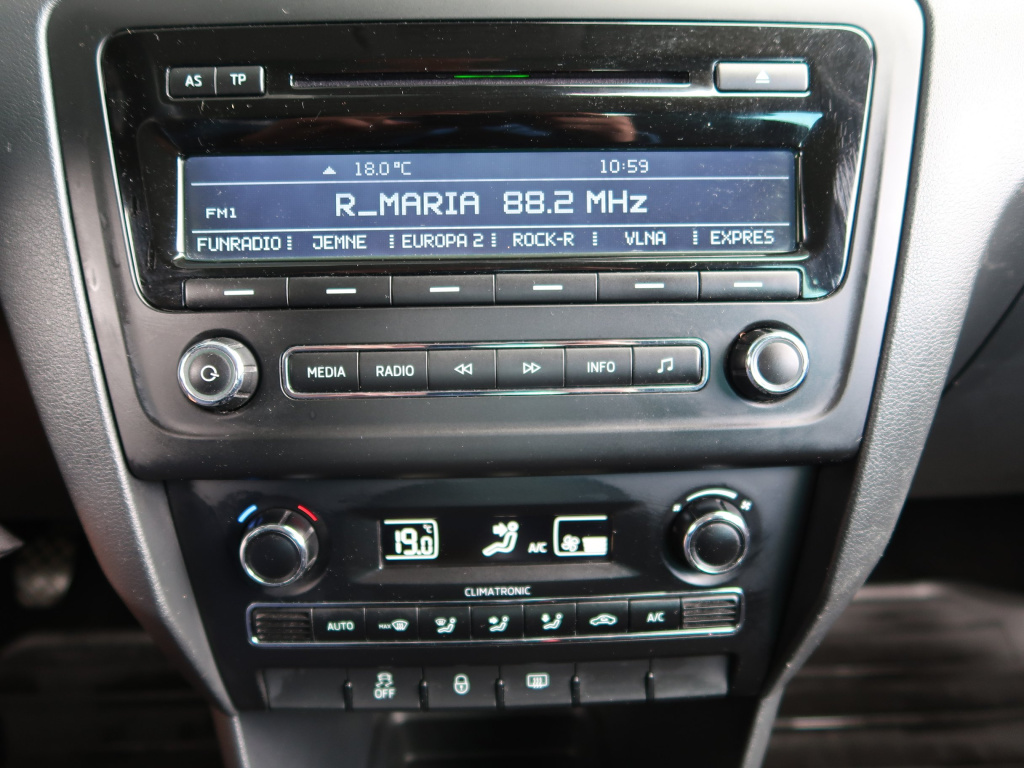 AS TP
18.0 °C 10:59
FM1 R_MARIA 88.2 MHz
FUNRADIO JEMNE EUROPA 2 ROCK-R VLNA EXPRES
MEDIA RADIO INFO
19.0 °C A/C
CLIMATRONIC
AUTO MAX A/C
OFF